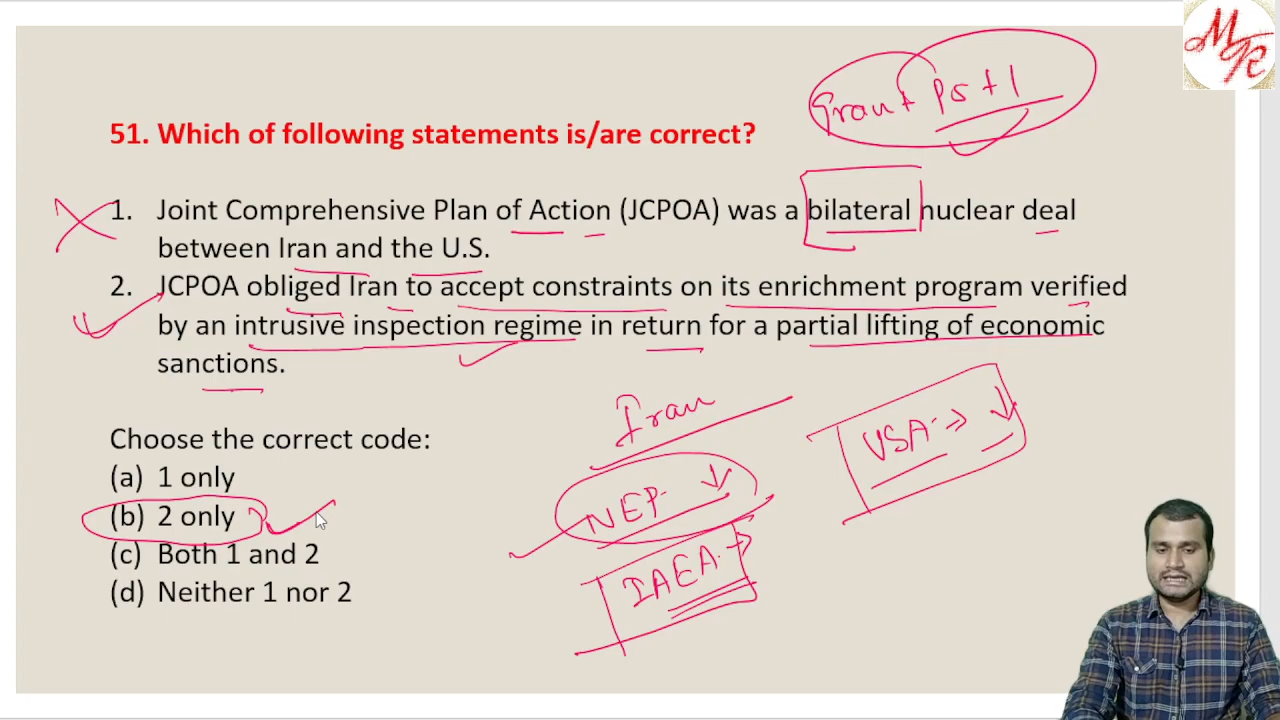 MR
Iran + P5 + 1
51. Which of following statements is/are correct?
1. Joint Comprehensive Plan of Action (JCPOA) was a bilateral nuclear deal
between Iran and the U.S.
2. JCPOA obliged Iran to accept constraints on its enrichment program verified
by an intrusive inspection regime in return for a partial lifting of economic
sanctions.
Iran
USA →
Choose the correct code:
(a) 1 only
NEP
(b) 2 only
(c) Both 1 and 2
IAEA →
(d) Neither 1 nor 2